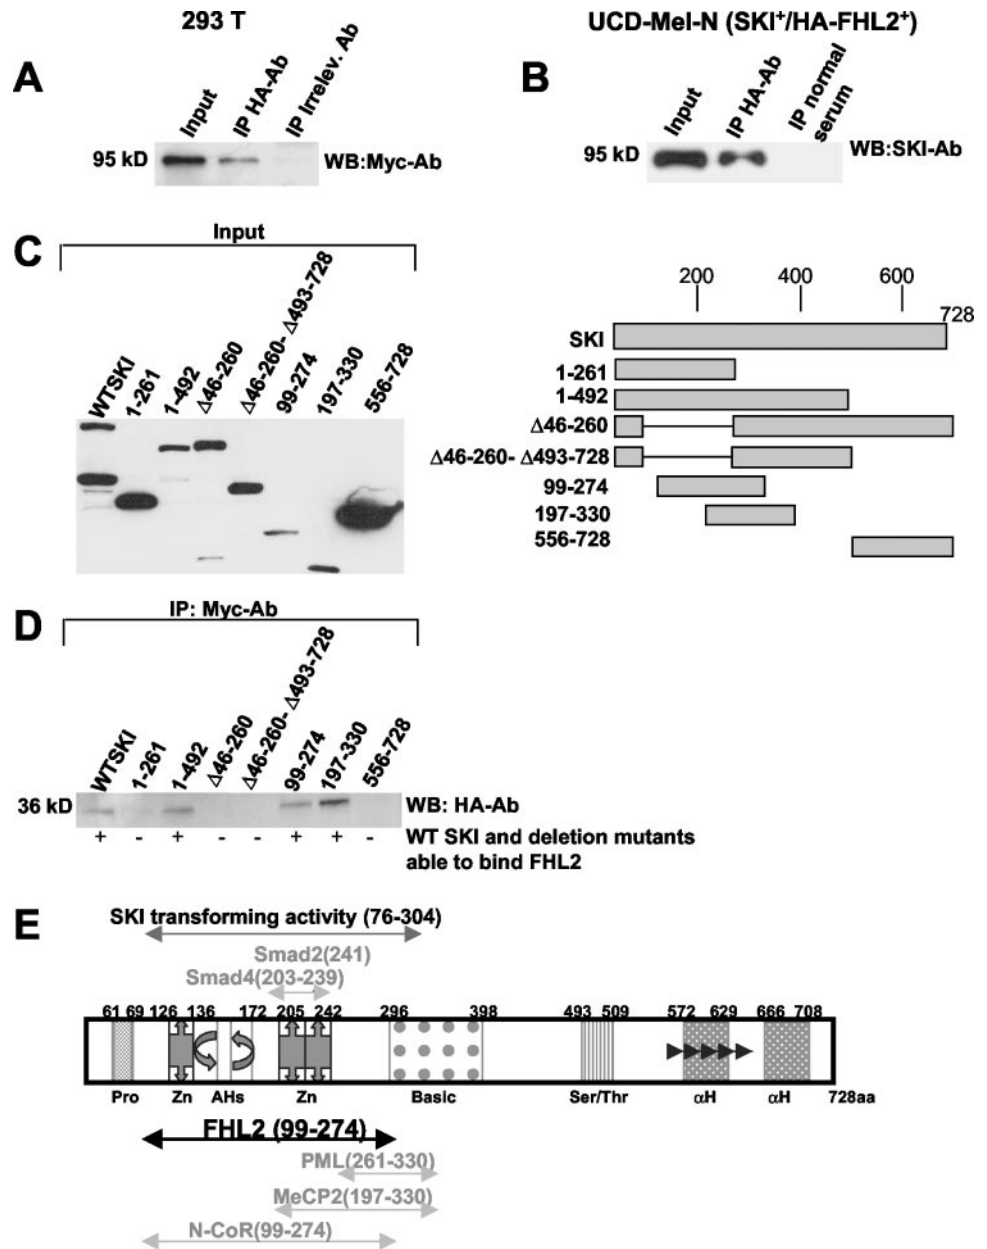 293 T
UCD-Mel-N (SKI+/HA-FHL2+)
A
Input
IP HA-Ab
IP Irrelev. Ab
95 kD
WB:Myc-Ab
B
Input
IP HA-Ab
IP normal
serum
95 kD
WB:SKI-Ab
C
Input
WTSKI
1-261
1-492
Δ46-260
Δ46-260- Δ493-728
99-274
197-330
556-728
200
400
600
728
SKI
1-261
1-492
Δ46-260
Δ46-260- Δ493-728
99-274
197-330
556-728
D
IP: Myc-Ab
WTSKI
1-261
1-492
Δ46-260
Δ46-260- Δ493-728
99-274
197-330
556-728
36 kD
WB: HA-Ab
+ - + - - + + -
WT SKI and deletion mutants
able to bind FHL2
E
SKI transforming activity (76-304)
Smad2(241)
Smad4(203-239)
61 69 126 136 172 205 242 296 398 493 509 572 629 666 708
Pro Zn AHs Zn Basic Ser/Thr αH αH 728aa
FHL2 (99-274)
PML(261-330)
MeCP2(197-330)
N-CoR(99-274)